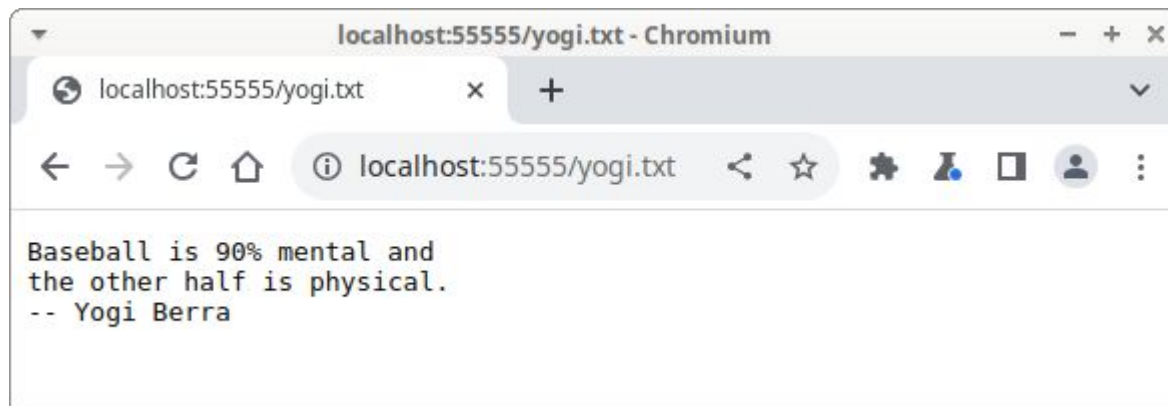 localhost:55555/yogi.txt - Chromium
localhost:55555/yogi.txt
localhost:55555/yogi.txt
Baseball is 90% mental and
the other half is physical.
-- Yogi Berra